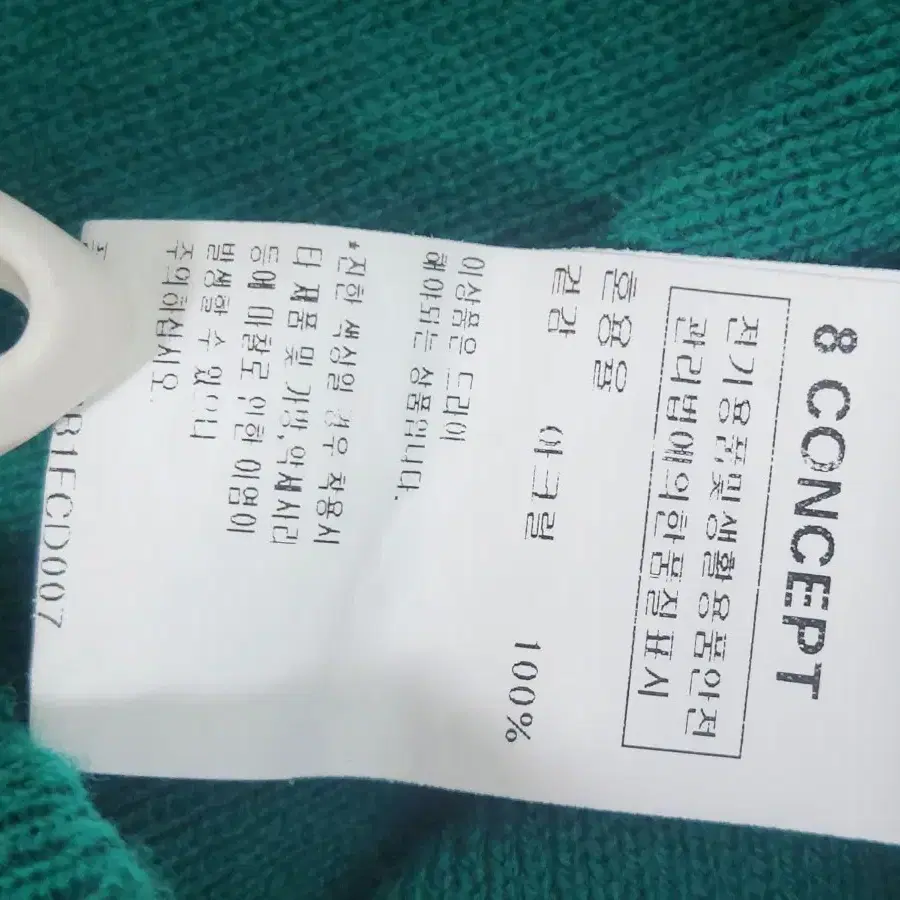 8 CONCEPT
전기용품및생활용품안전
관리법에의한품질표시
혼용율
겉감 아크릴 100%
이상품은 드라이
해야되는 상품입니다.
*진한 색상일 경우 착용시
타 제품 및 가방,악세사리
등에 마찰로 인한 이염이
발생할 수 있으니
주의하십시요.
B1FCD007